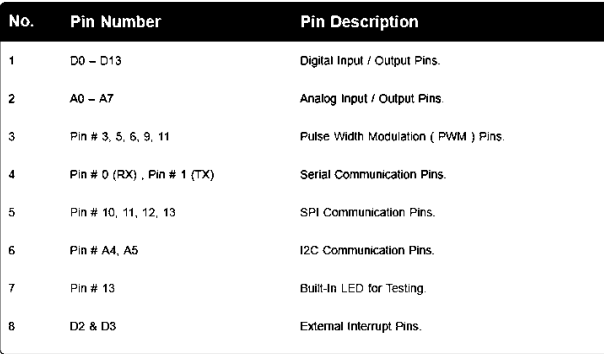 No. Pin Number Pin Description
1 D0 – D13 Digital Input / Output Pins.
2 A0 – A7 Analog Input / Output Pins.
3 Pin # 3, 5, 6, 9, 11 Pulse Width Modulation ( PWM ) Pins.
4 Pin # 0 (RX) , Pin # 1 (TX) Serial Communication Pins.
5 Pin # 10, 11, 12, 13 SPI Communication Pins.
6 Pin # A4, A5 I2C Communication Pins.
7 Pin # 13 Built-In LED for Testing.
8 D2 & D3 External Interrupt Pins.